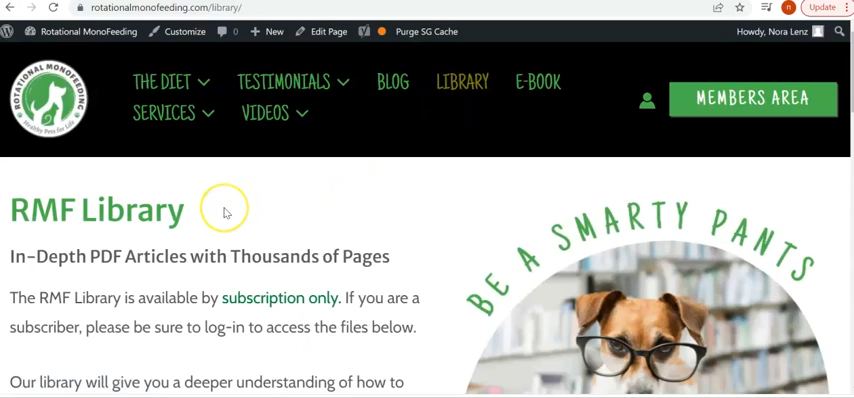 rotationalmonofeeding.com/library/
Update
Rotational MonoFeeding Customize 0 New Edit Page Purge SG Cache Howdy, Nora Lenz
ROTATIONAL MONOFEEDING
Healthy Pets for Life
THE DIET TESTIMONIALS BLOG LIBRARY E-BOOK
SERVICES VIDEOS
MEMBERS AREA
RMF Library
In-Depth PDF Articles with Thousands of Pages
The RMF Library is available by subscription only. If you are a
subscriber, please be sure to log-in to access the files below.
Our library will give you a deeper understanding of how to
BE A SMARTY PANTS